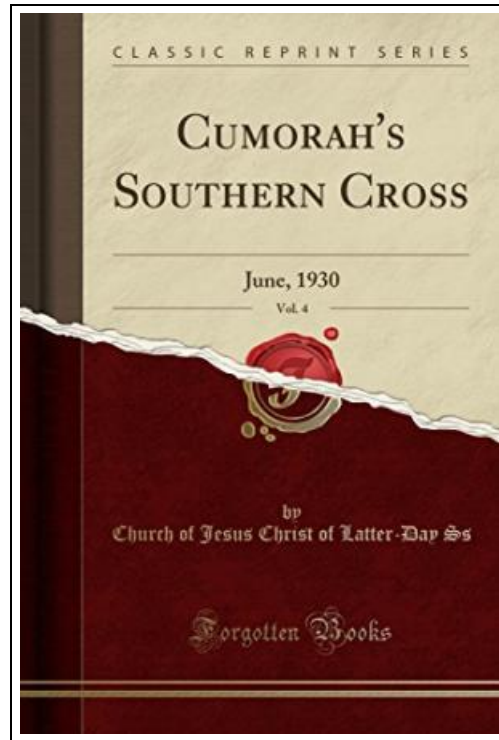 CLASSIC REPRINT SERIES
CUMORAH'S
SOUTHERN CROSS
June, 1930
Vol. 4
by
Church of Jesus Christ of Latter-Day Ss
Forgotten Books